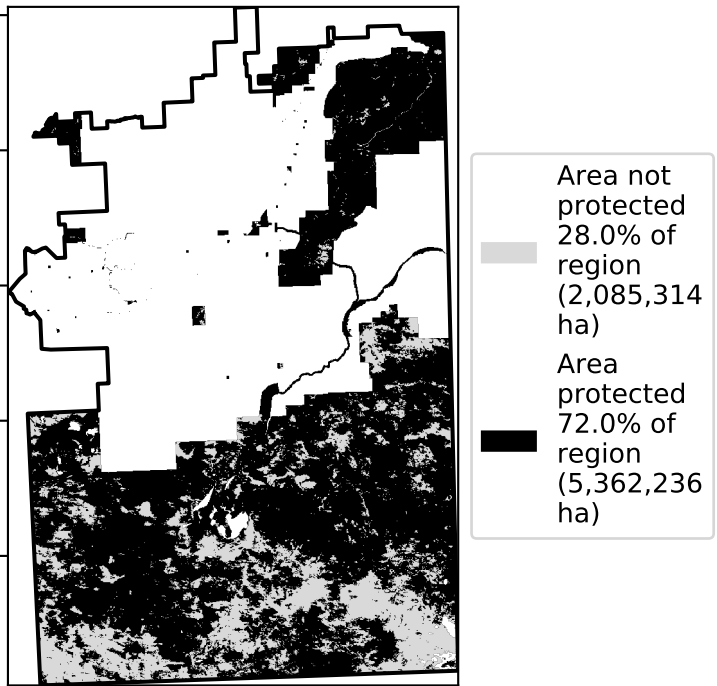 Area not
protected
28.0% of
region
(2,085,314
ha)
Area
protected
72.0% of
region
(5,362,236
ha)